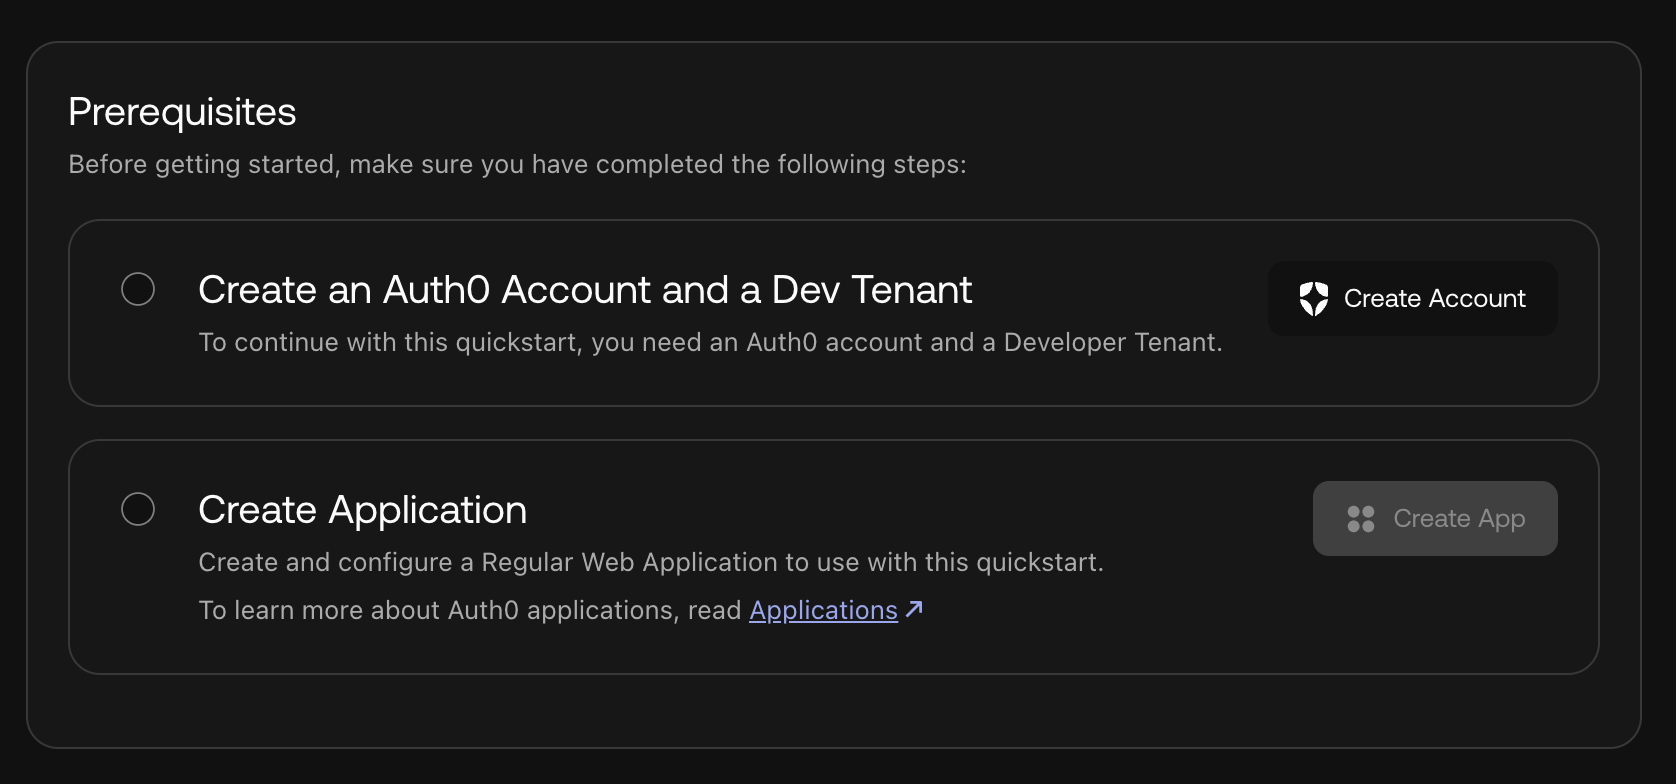 Prerequisites
Before getting started, make sure you have completed the following steps:
Create an Auth0 Account and a Dev Tenant
Create Account
To continue with this quickstart, you need an Auth0 account and a Developer Tenant.
Create Application
Create App
Create and configure a Regular Web Application to use with this quickstart.
To learn more about Auth0 applications, read Applications